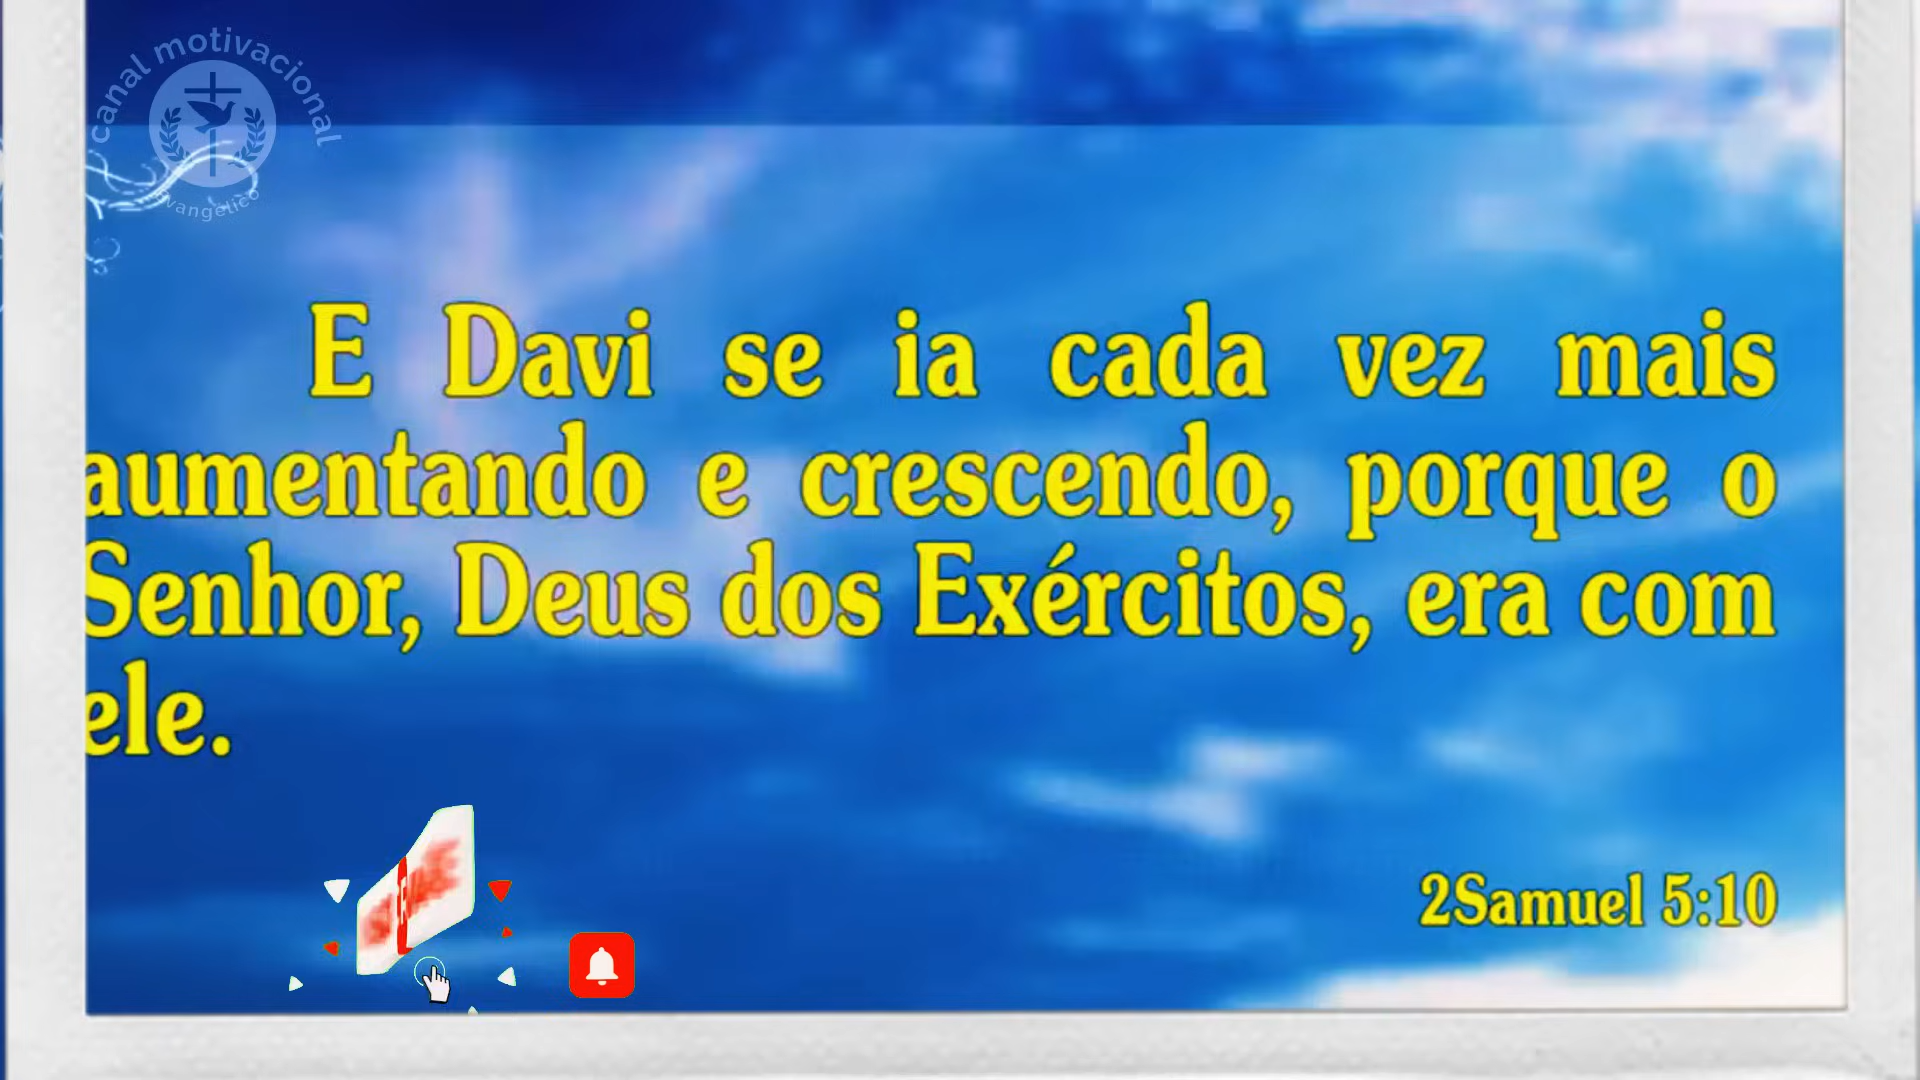 canal motivacional
evangélico
E Davi se ia cada vez mais
aumentando e crescendo, porque o
Senhor, Deus dos Exércitos, era com
ele.
2Samuel 5:10